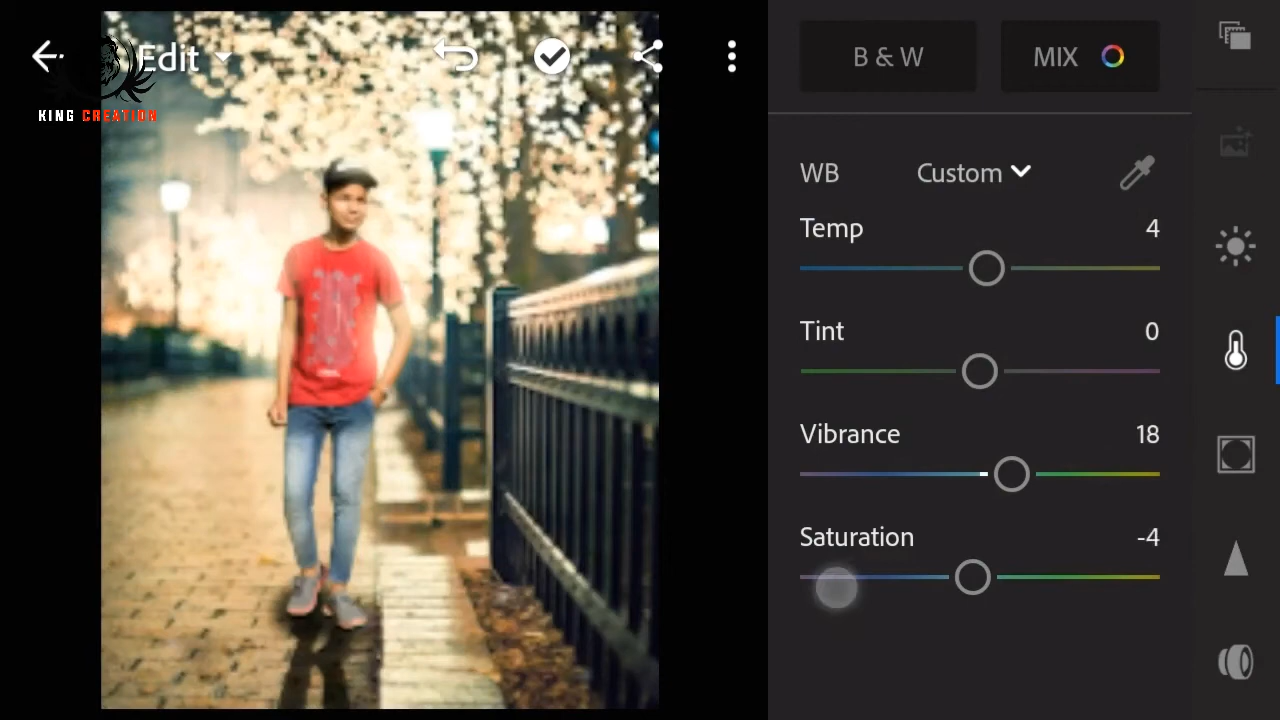 Edit
KING CREATION
B & W
MIX
WB
Custom
Temp
4
Tint
0
Vibrance
18
Saturation
-4